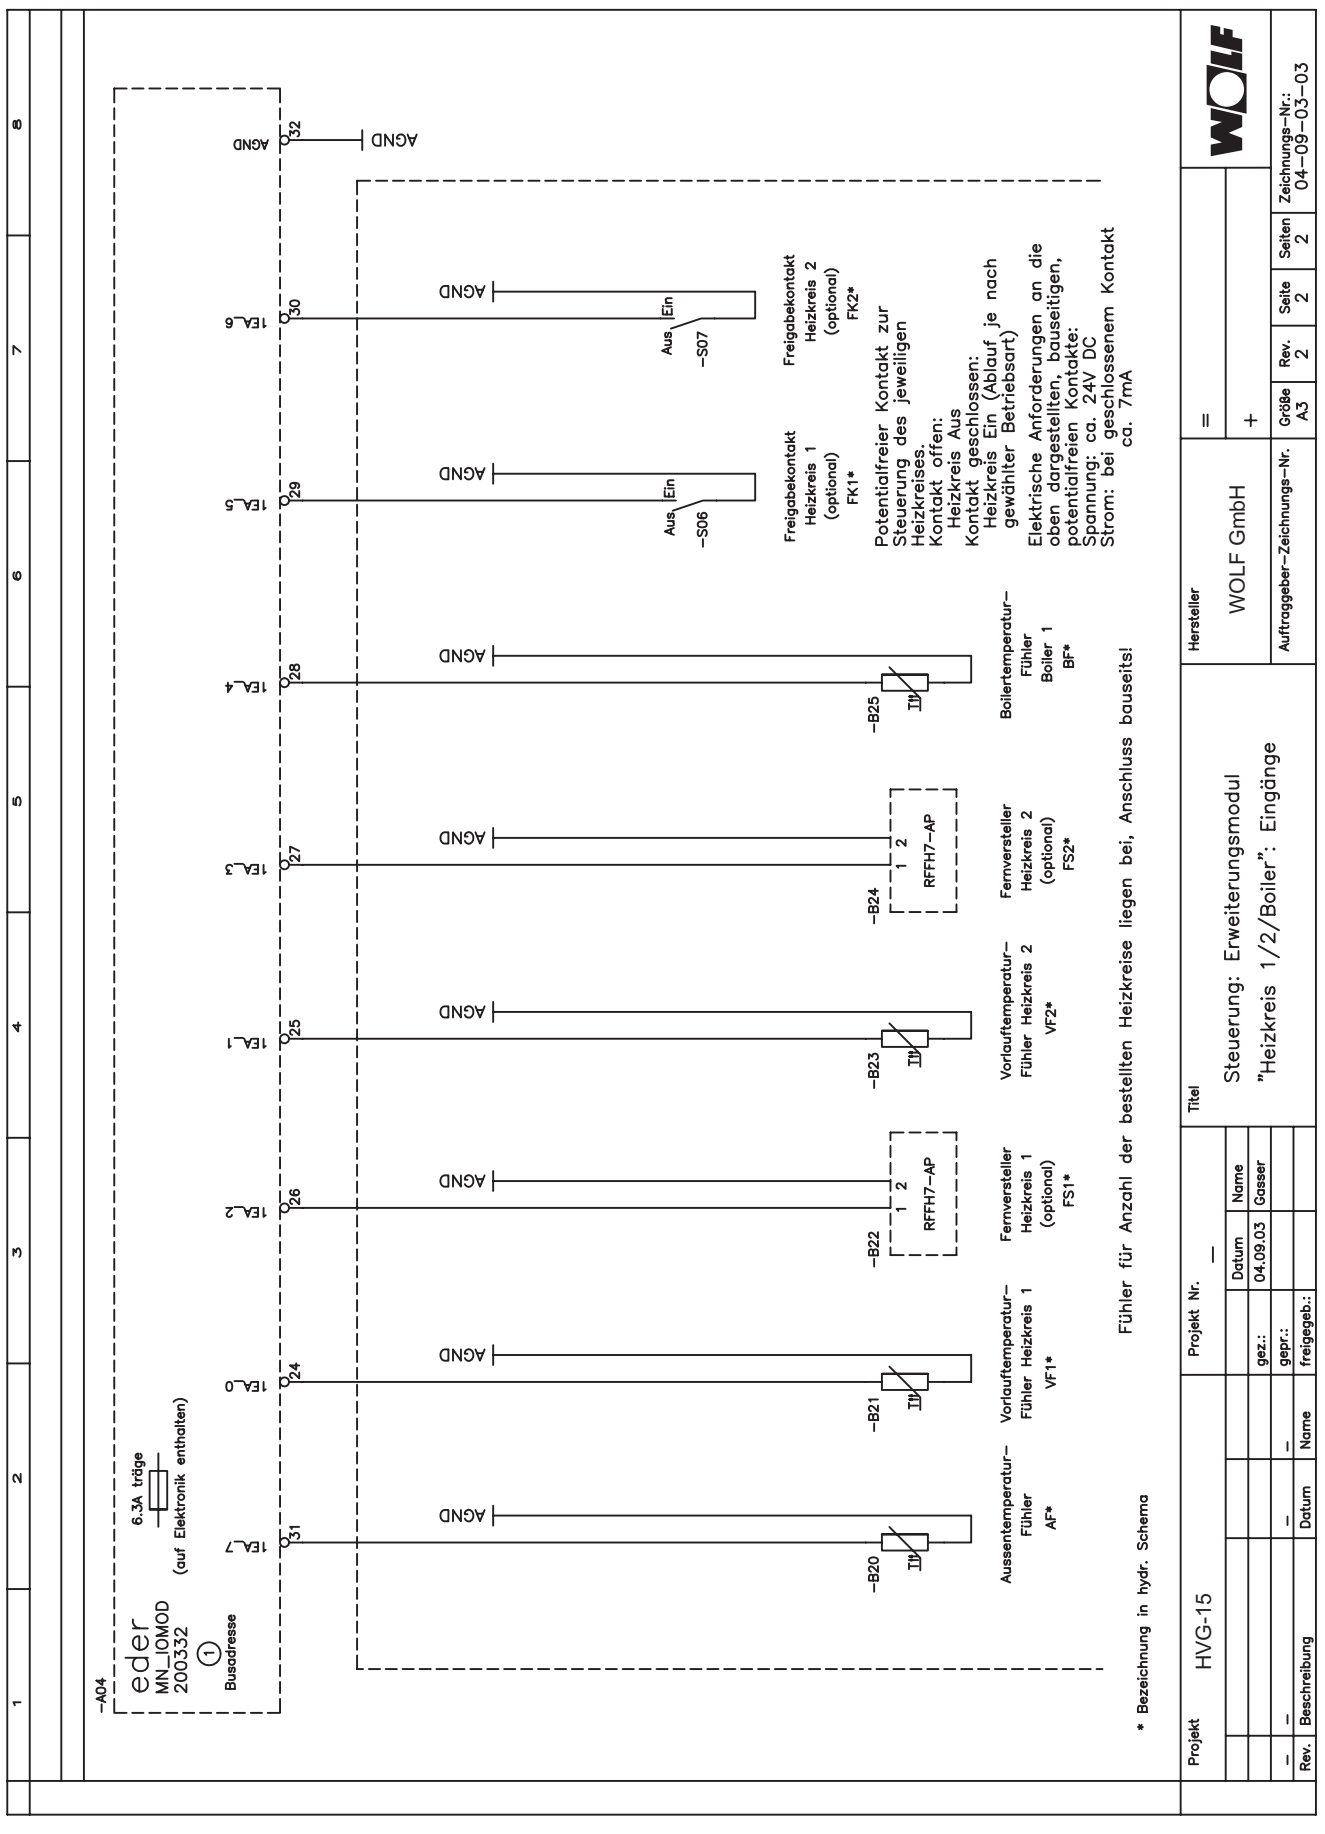 1
2
3
4
5
6
7
8
-A04
eder
MN_IOMOD
200332
1
Busadresse
6.3A träge
(auf Elektronik enthalten)
1EA_7
1EA_0
1EA_2
1EA_1
1EA_3
1EA_4
1EA_5
1EA_6
AGND
31
24
26
25
27
28
29
30
32
AGND
AGND
AGND
AGND
AGND
AGND
AGND
AGND
AGND
-B20
-B21
-B22
1 2
RFFH7-AP
-B23
-B24
1 2
RFFH7-AP
-B25
Aus
Ein
-S06
Aus
Ein
-S07
Aussentemperatur-
Fühler
AF*
Vorlauftemperatur-
Fühler Heizkreis 1
VF1*
Fernversteller
Heizkreis 1
(optional)
FS1*
Vorlauftemperatur-
Fühler Heizkreis 2
VF2*
Fernversteller
Heizkreis 2
(optional)
FS2*
Boilertemperatur-
Fühler
Boiler 1
BF*
Freigabekontakt
Heizkreis 1
(optional)
FK1*
Freigabekontakt
Heizkreis 2
(optional)
FK2*
Potentialfreier Kontakt zur
Steuerung des jeweiligen
Heizkreises.
Kontakt offen:
Heizkreis Aus
Kontakt geschlossen:
Heizkreis Ein (Ablauf je nach
gewählter Betriebsart)
Elektrische Anforderungen an die
oben dargestellten, bauseitigen,
potentialfreien Kontakte:
Spannung: ca. 24V DC
Strom: bei geschlossenem Kontakt
ca. 7mA
Fühler für Anzahl der bestellten Heizkreise liegen bei, Anschluss bauseits!
* Bezeichnung in hydr. Schema
Projekt
HVG-15
Projekt Nr.
–
Titel
Steuerung: Erweiterungsmodul
"Heizkreis 1/2/Boiler": Eingänge
Hersteller
WOLF GmbH
=
+
WOLF
Datum
Name
gez.:
04.09.03
Gasser
– – – –
gepr.:
Rev.
Beschreibung
Datum
Name
freigegeb.:
Auftraggeber-Zeichnungs-Nr.
Größe
A3
Rev.
2
Seite
2
Seiten
2
Zeichnungs-Nr.:
04-09-03-03